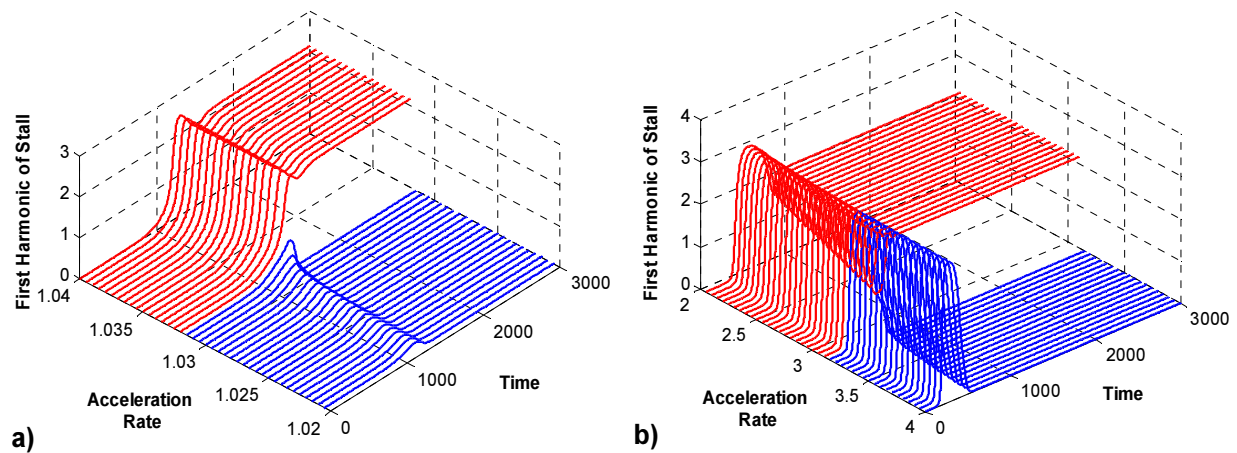 First Harmonic of Stall
3
2
1
0
1.04
1.035
1.03
1.025
1.02
Acceleration
Rate
0
1000
2000
3000
Time
a)
First Harmonic of Stall
4
3
2
1
0
2
2.5
3
3.5
4
Acceleration
Rate
0
1000
2000
3000
Time
b)